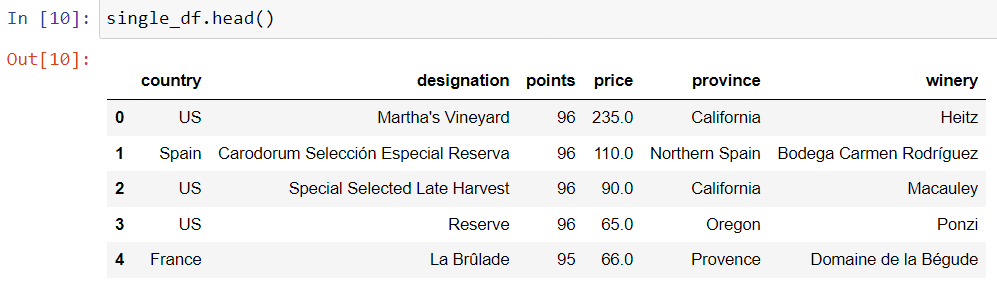 In [10]: single_df.head()
Out[10]:
country designation points price province winery
0 US Martha's Vineyard 96 235.0 California Heitz
1 Spain Carodorum Selección Especial Reserva 96 110.0 Northern Spain Bodega Carmen Rodríguez
2 US Special Selected Late Harvest 96 90.0 California Macauley
3 US Reserve 96 65.0 Oregon Ponzi
4 France La Brûlade 95 66.0 Provence Domaine de la Bégude